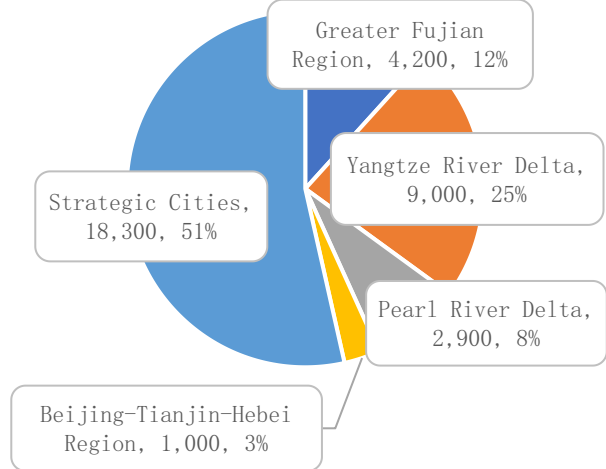 Greater Fujian
Region, 4,200, 12%
Yangtze River Delta,
9,000, 25%
Strategic Cities,
18,300, 51%
Pearl River Delta,
2,900, 8%
Beijing-Tianjin-Hebei
Region, 1,000, 3%